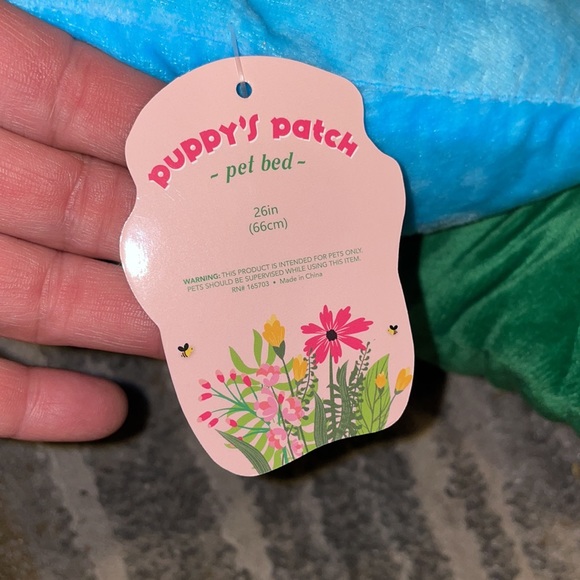 puppy's patch
- pet bed -
26in
(66cm)
WARNING: THIS PRODUCT IS INTENDED FOR PETS ONLY.
PETS SHOULD BE SUPERVISED WHILE USING THIS ITEM.
RN# 165703 • Made in China